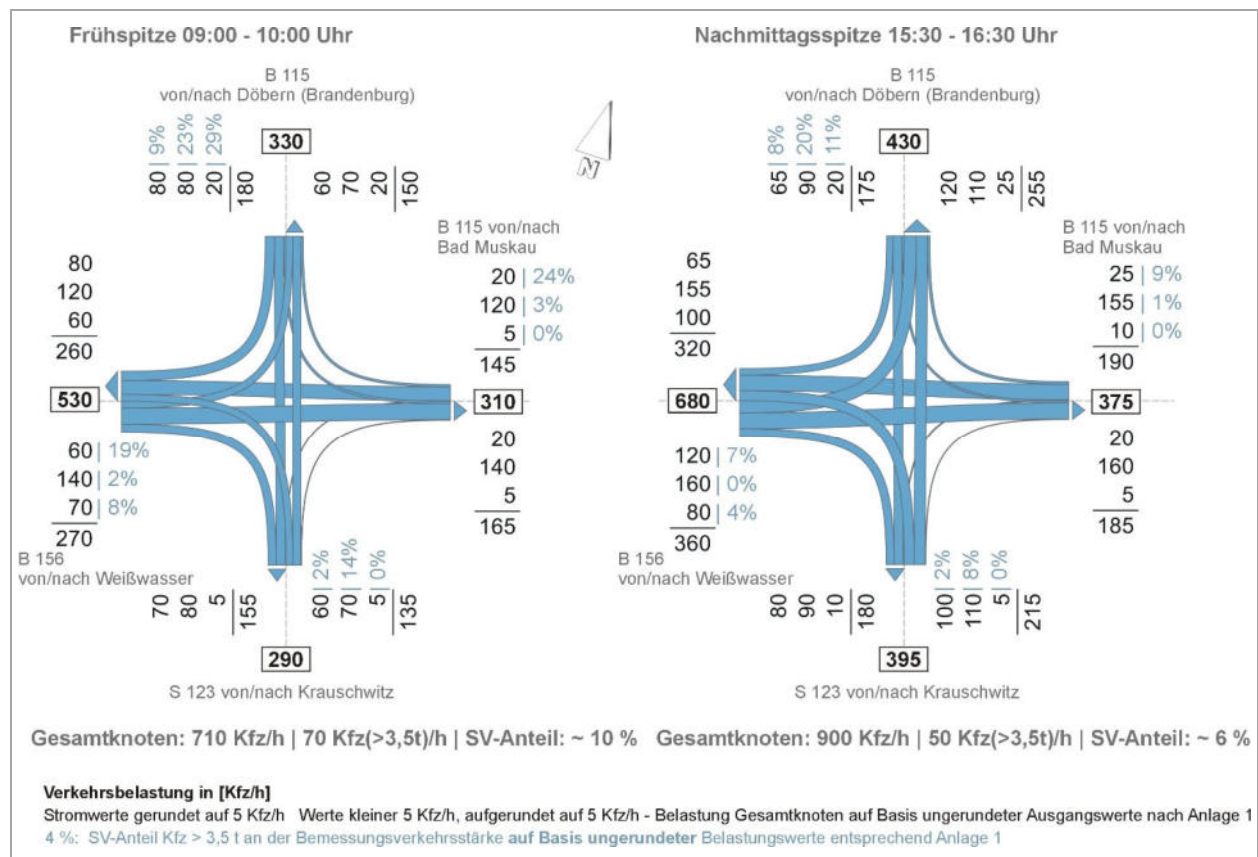 Frühspitze 09:00 - 10:00 Uhr
B 115
von/nach Döbern (Brandenburg)
330
80 | 9%
80 | 23%
20 | 29%
180
60
70
20
150
B 115 von/nach
Bad Muskau
20 | 24%
120 | 3%
5 | 0%
145
80
120
60
260
530
310
60 | 19%
140 | 2%
70 | 8%
270
20
140
5
165
B 156
von/nach Weißwasser
70
80
5
155
60 | 2%
70 | 14%
5 | 0%
135
290
S 123 von/nach Krauschwitz
Gesamtknoten: 710 Kfz/h | 70 Kfz(>3,5t)/h | SV-Anteil: ~ 10 %
N
Nachmittagsspitze 15:30 - 16:30 Uhr
B 115
von/nach Döbern (Brandenburg)
430
65 | 8%
90 | 20%
20 | 11%
175
120
110
25
255
B 115 von/nach
Bad Muskau
25 | 9%
155 | 1%
10 | 0%
190
65
155
100
320
680
375
120 | 7%
160 | 0%
80 | 4%
360
20
160
5
185
B 156
von/nach Weißwasser
80
90
10
180
100 | 2%
110 | 8%
5 | 0%
215
395
S 123 von/nach Krauschwitz
Gesamtknoten: 900 Kfz/h | 50 Kfz(>3,5t)/h | SV-Anteil: ~ 6 %
Verkehrsbelastung in [Kfz/h]
Stromwerte gerundet auf 5 Kfz/h Werte kleiner 5 Kfz/h, aufgerundet auf 5 Kfz/h - Belastung Gesamtknoten auf Basis ungerundeter Ausgangswerte nach Anlage 1
4 %: SV-Anteil Kfz > 3,5 t an der Bemessungsverkehrsstärke auf Basis ungerundeter Belastungswerte entsprechend Anlage 1